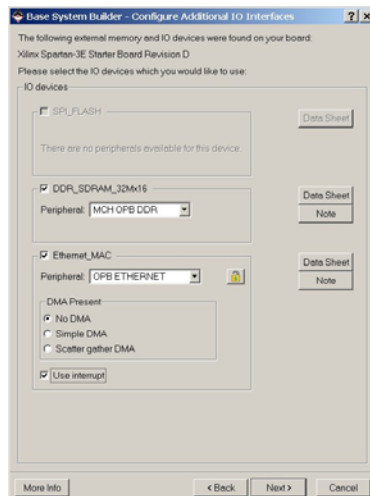 Base System Builder - Configure Additional IO Interfaces
The following external memory and IO devices were found on your board:
Xilinx Spartan-3E Starter Board Revision D
Please select the IO devices which you would like to use:
IO devices
SPI_FLASH
Data Sheet
There are no peripherals available for this device.
DDR_SDRAM_32Mx16
Data Sheet
Peripheral: MCH OPB DDR
Note
Ethernet_MAC
Data Sheet
Peripheral: OPB ETHERNET
Note
DMA Present
No DMA
Simple DMA
Scatter gather DMA
Use interrupt
More Info
< Back
Next >
Cancel